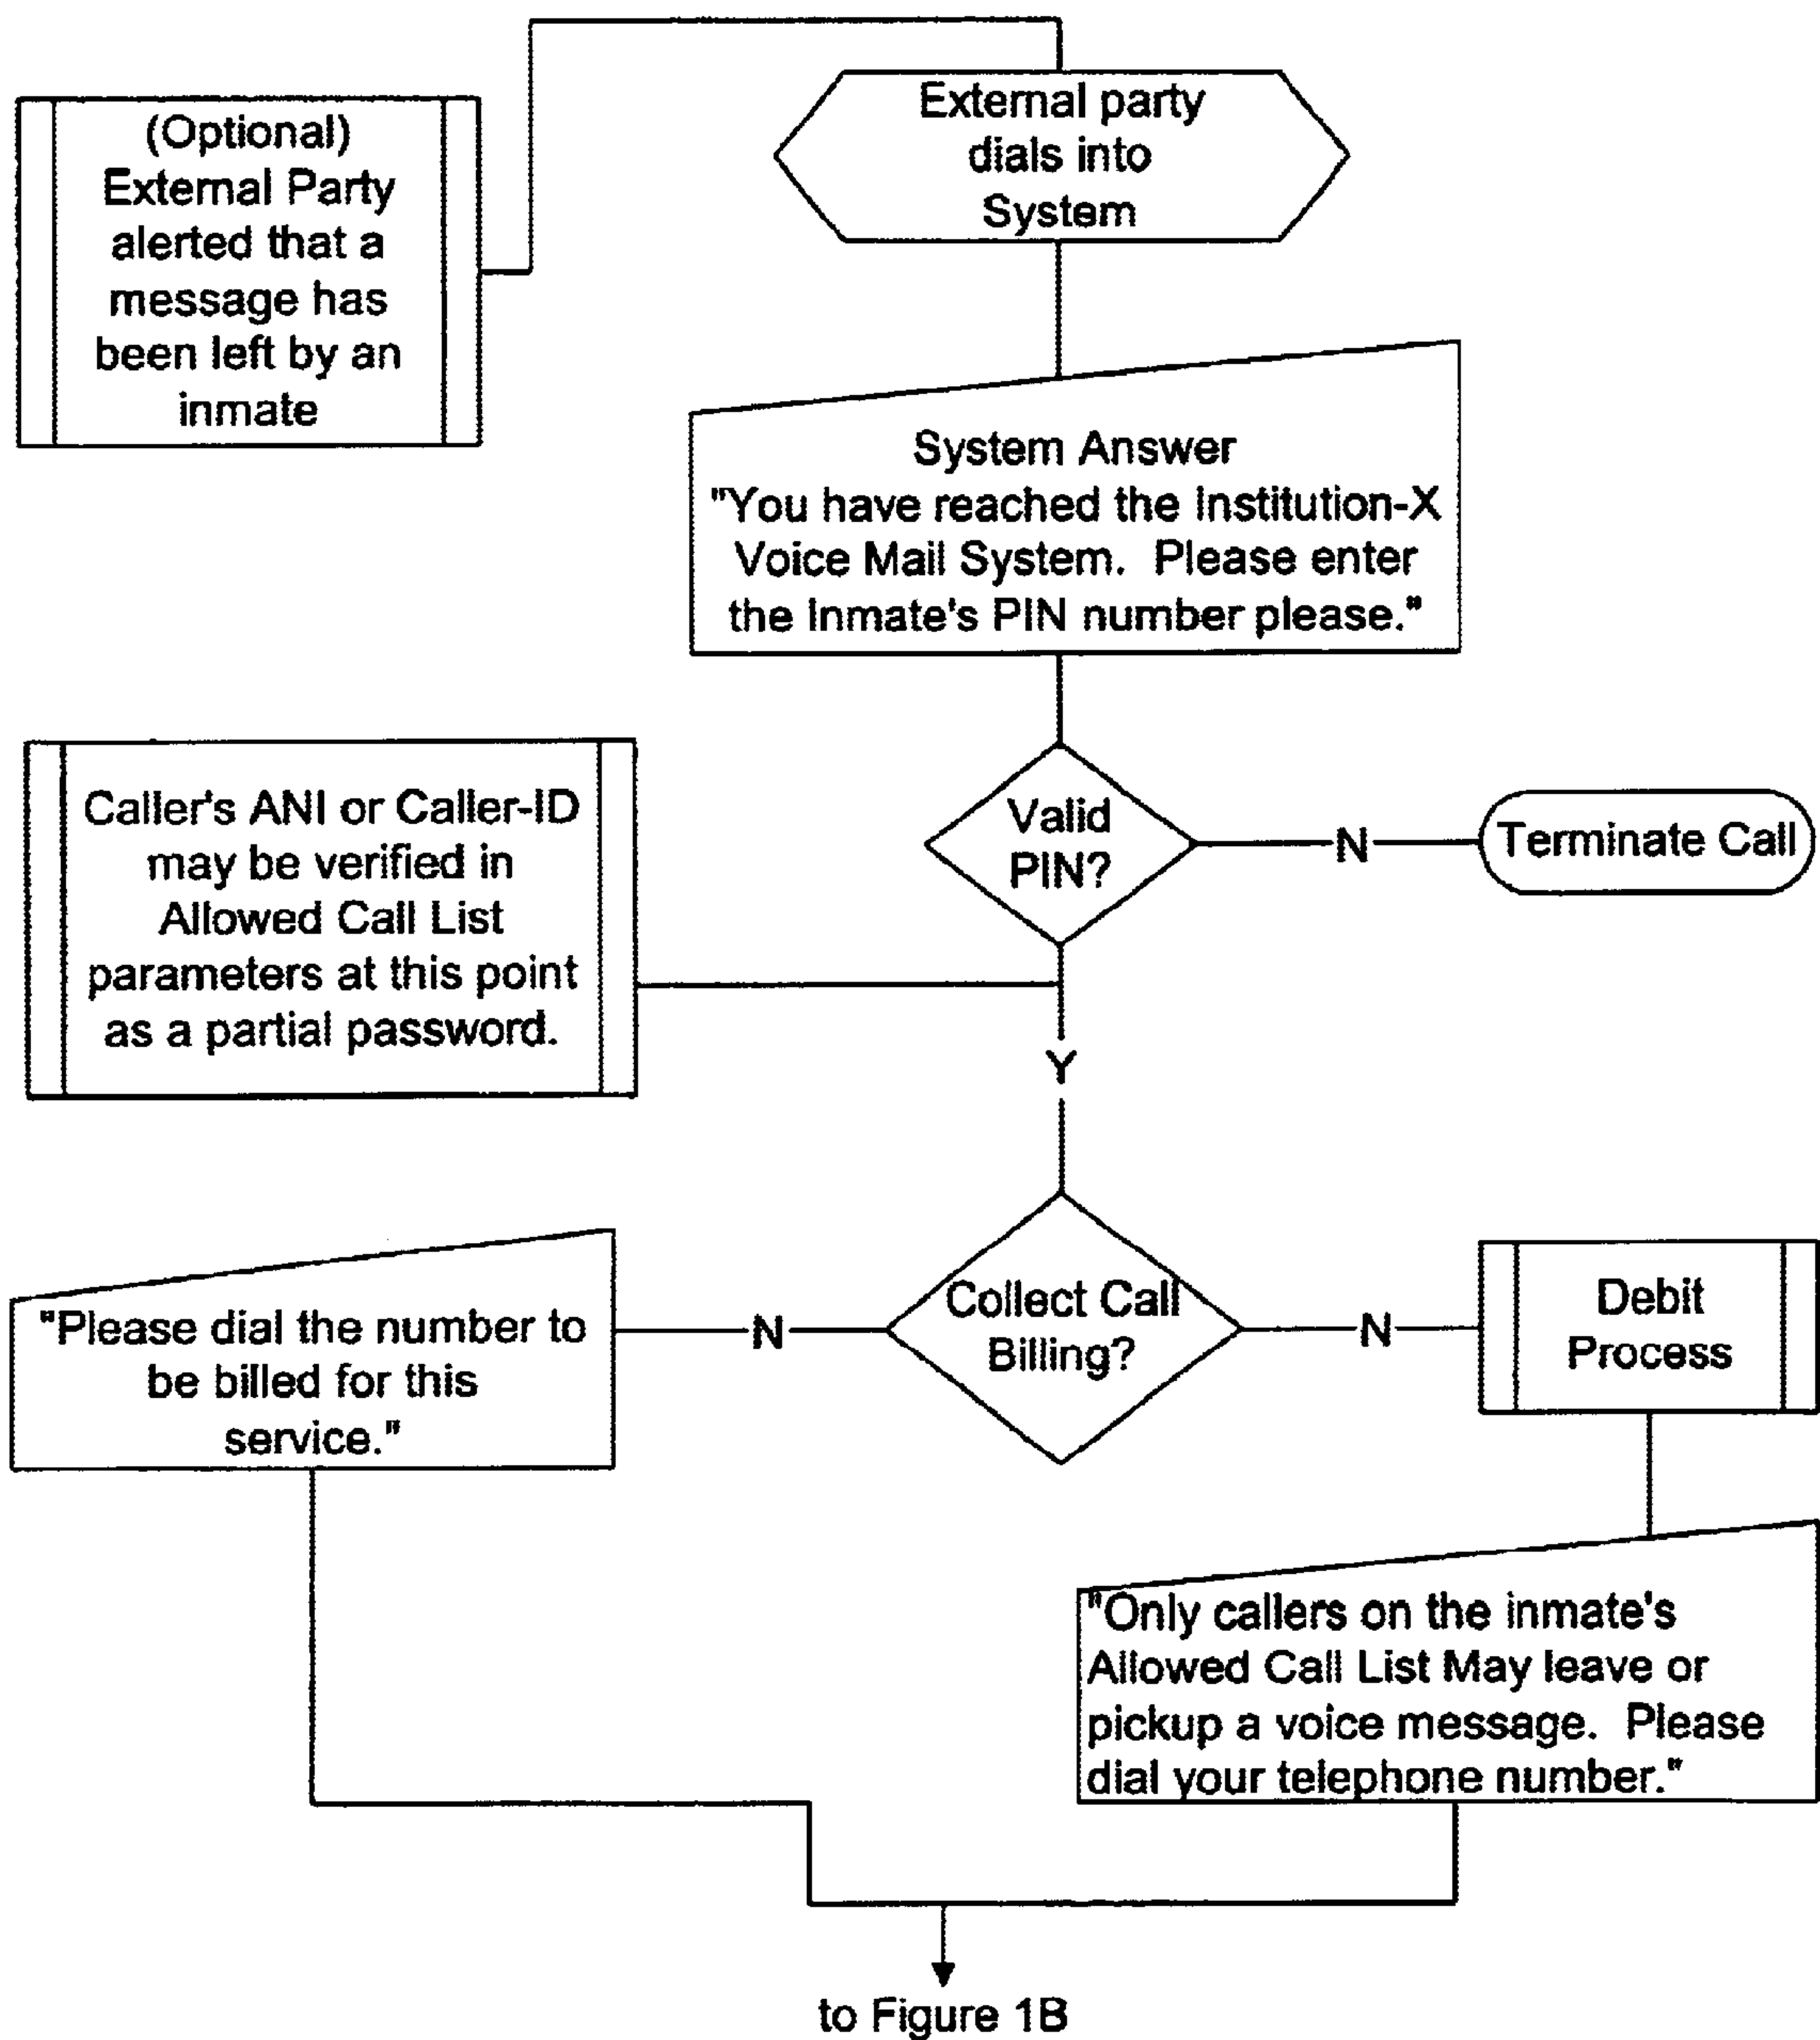 (Optional)
External Party
alerted that a
message has
been left by an
inmate
External party
dials into
System
System Answer
"You have reached the Institution-X
Voice Mail System.  Please enter
the Inmate's PIN number please."
Caller's ANI or Caller-ID
may be verified in
Allowed Call List
parameters at this point
as a partial password.
Valid
PIN?
N
Terminate Call
Y
"Please dial the number to
be billed for this
service."
N
Collect Call
Billing?
N
Debit
Process
"Only callers on the inmate's
Allowed Call List May leave or
pickup a voice message.  Please
dial your telephone number."
to Figure 1B